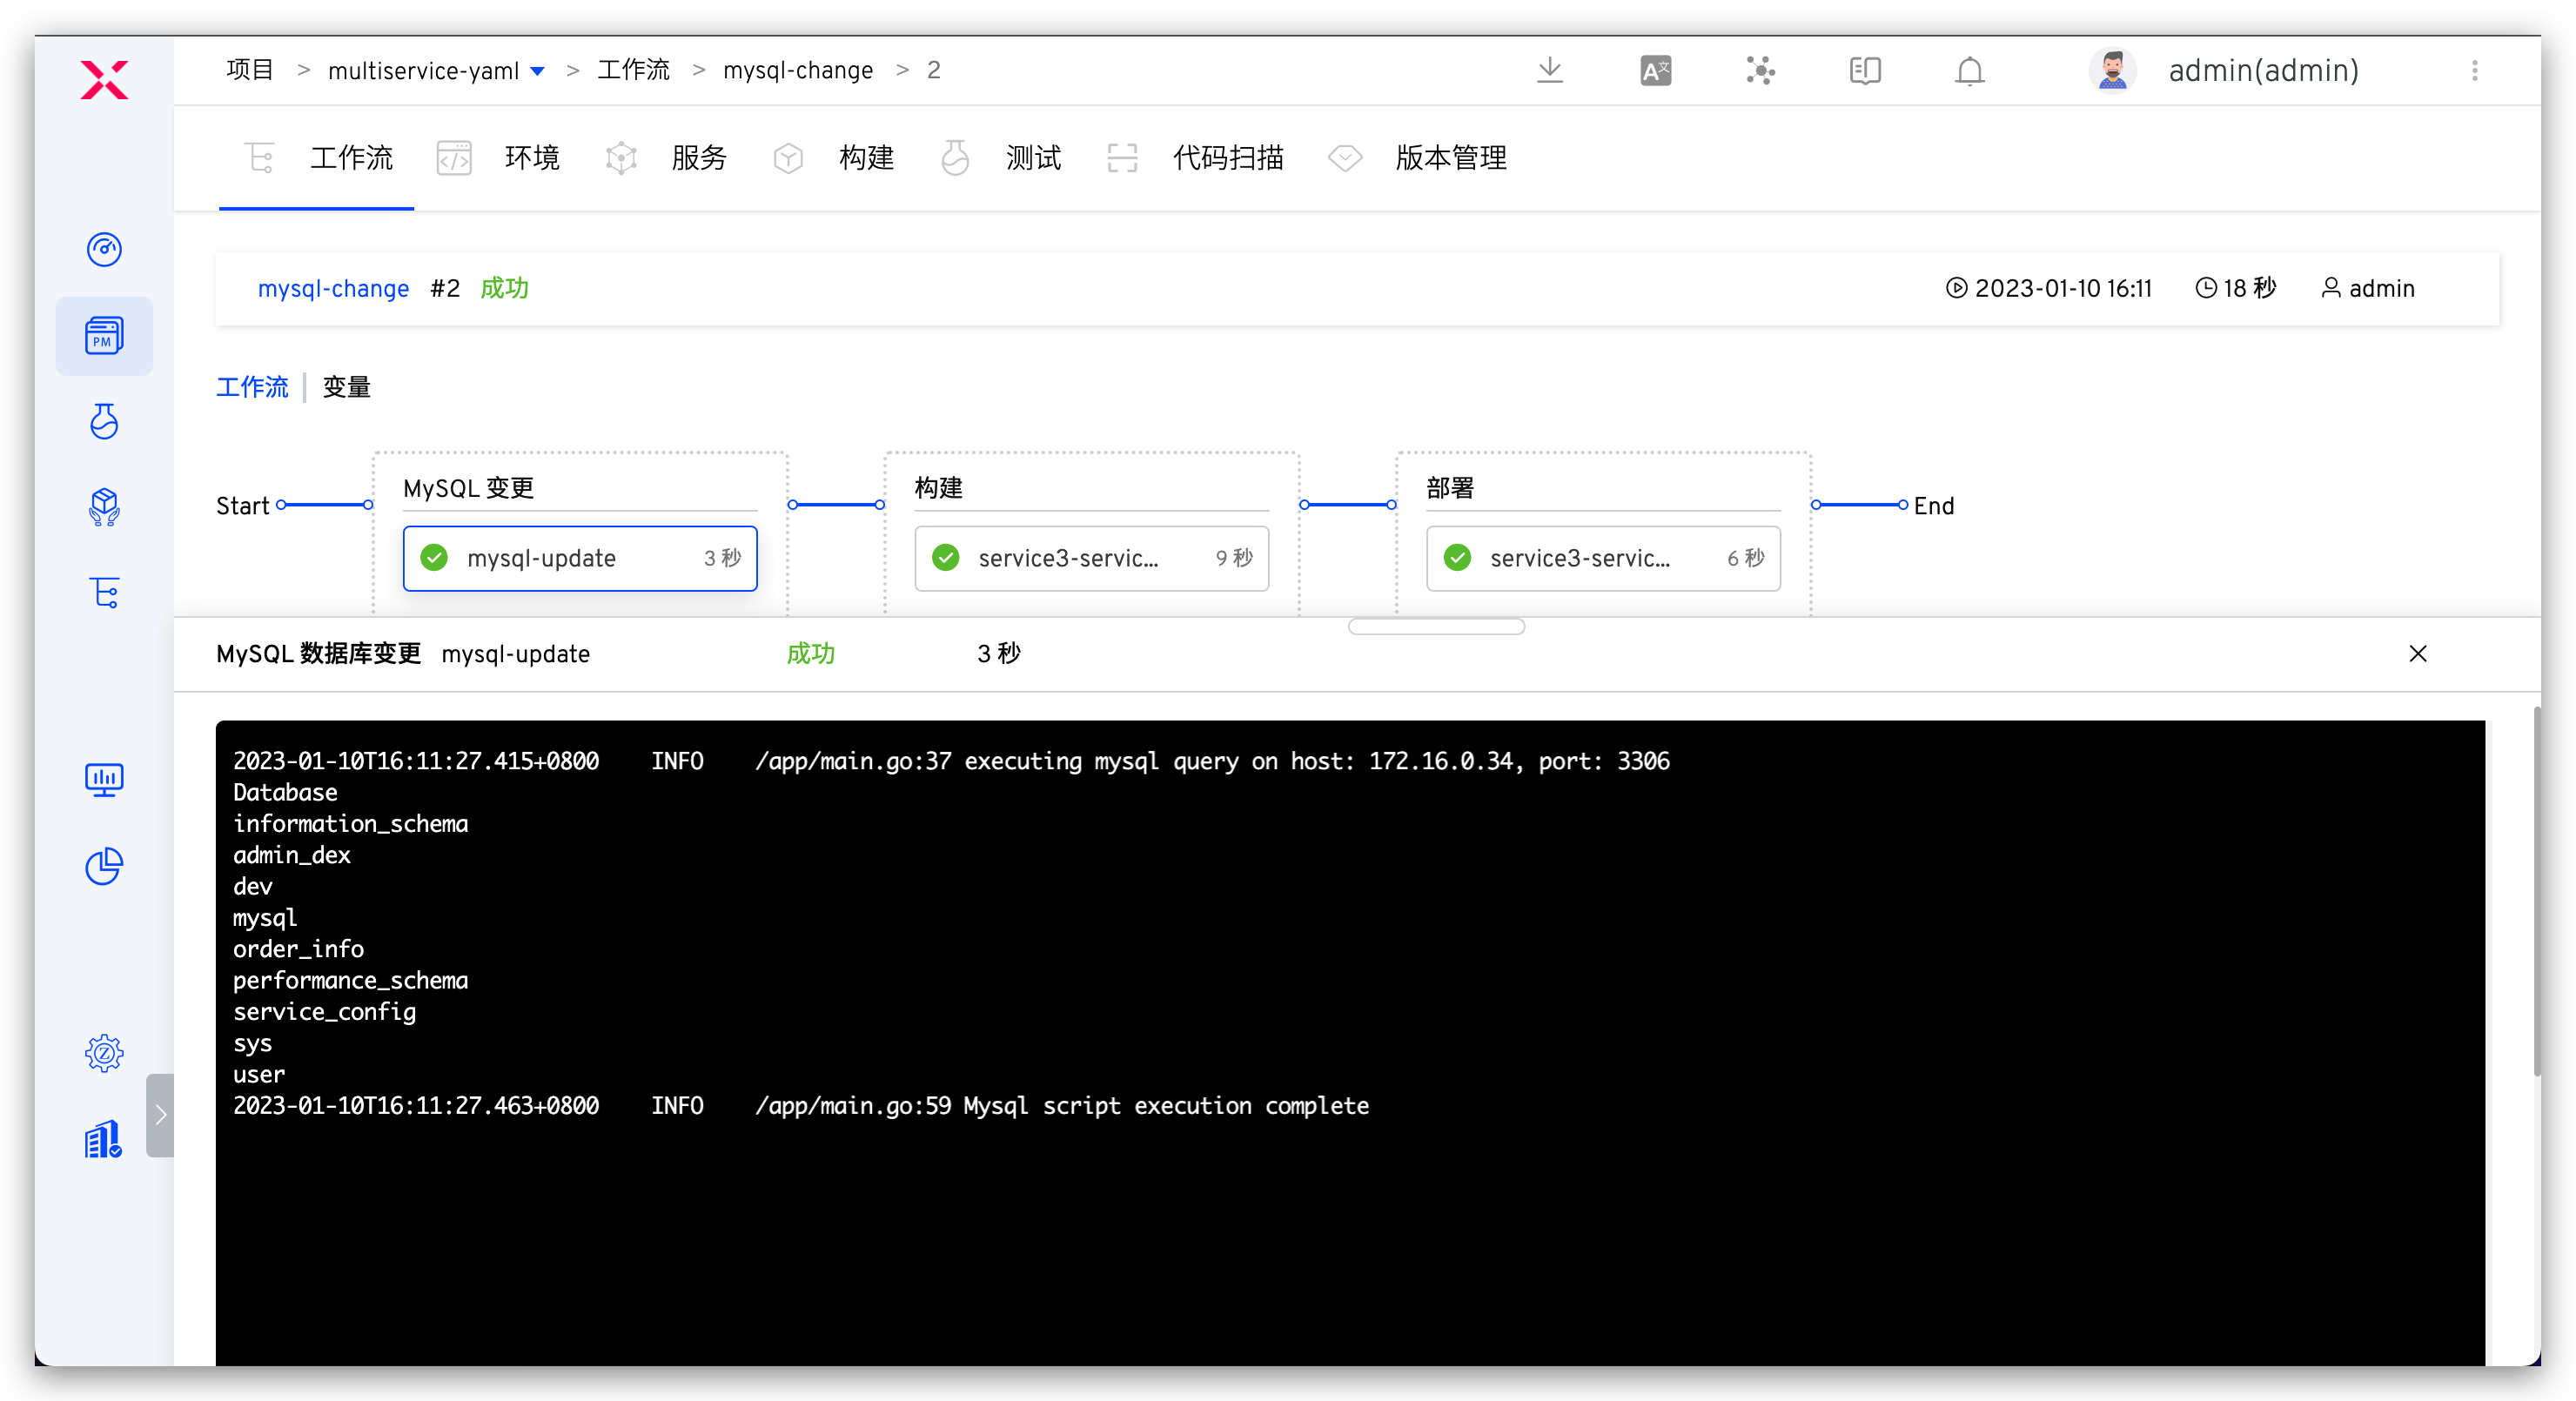 项目 > multiservice-yaml > 工作流 > mysql-change > 2
A文
admin(admin)
工作流 环境 服务 构建 测试 代码扫描 版本管理
PM
mysql-change #2 成功 2023-01-10 16:11 18 秒 admin
工作流 变量
MySQL 变更 构建 部署
Start End
mysql-update 3 秒 service3-servic... 9 秒 service3-servic... 6 秒
MySQL 数据库变更 mysql-update 成功 3 秒
2023-01-10T16:11:27.415+0800 INFO /app/main.go:37 executing mysql query on host: 172.16.0.34, port: 3306
Database
information_schema
admin_dex
dev
mysql
order_info
performance_schema
service_config
sys
user
2023-01-10T16:11:27.463+0800 INFO /app/main.go:59 Mysql script execution complete
Z